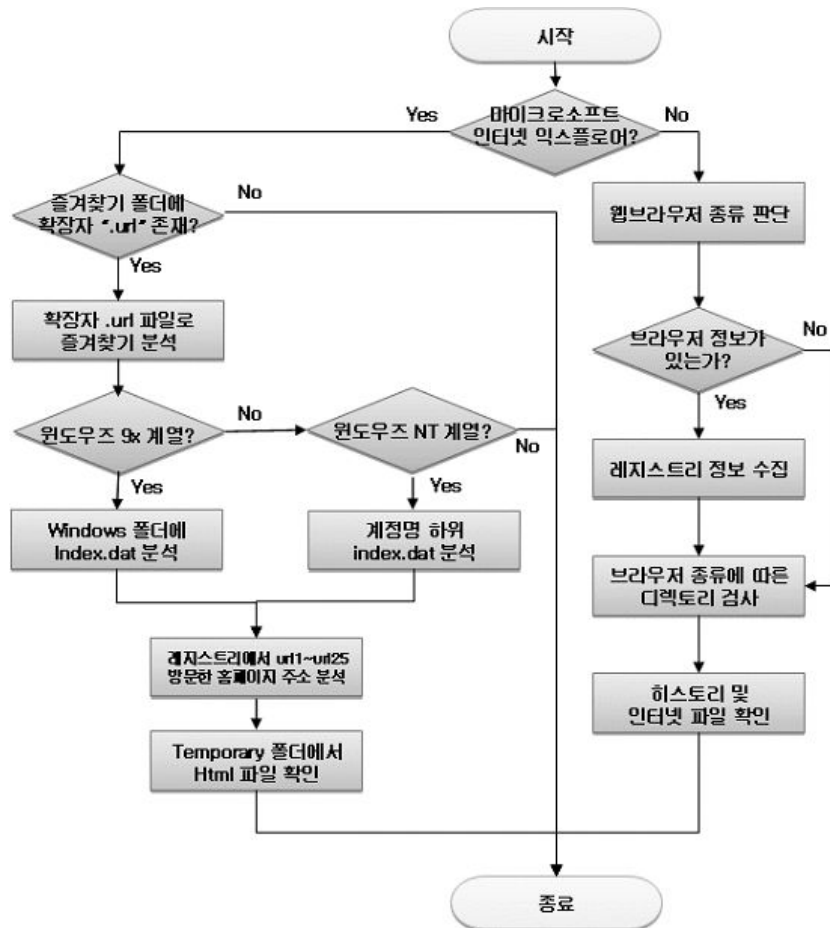 시작
마이크로소프트
인터넷 익스플로어?
Yes
No
즐겨찾기 폴더에
확장자 ".url" 존재?
No
Yes
웹브라우저 종류 판단
확장자 .url 파일로
즐겨찾기 분석
브라우저 정보가
있는가?
No
Yes
윈도우즈 9x 계열?
No
Yes
윈도우즈 NT 계열?
No
Yes
레지스트리 정보 수집
Windows 폴더에
Index.dat 분석
계정명 하위
index.dat 분석
브라우저 종류에 따른
디렉토리 검사
레지스트리에서 url1~url25
방문한 홈페이지 주소 분석
히스토리 및
인터넷 파일 확인
Temporary 폴더에서
Html 파일 확인
종료